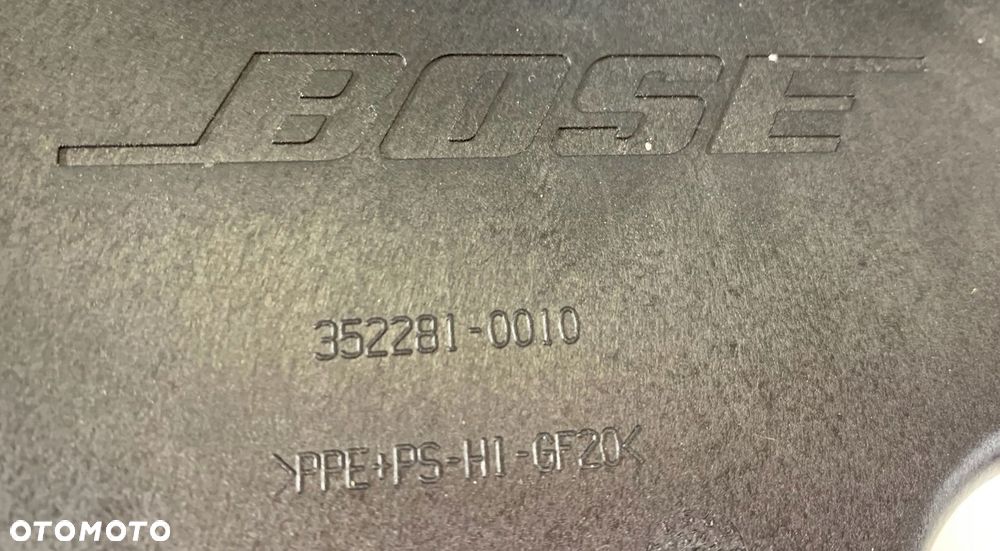 BOSE
352281-0010
>PPE+PS-HI-GF20<
OTOMOTO